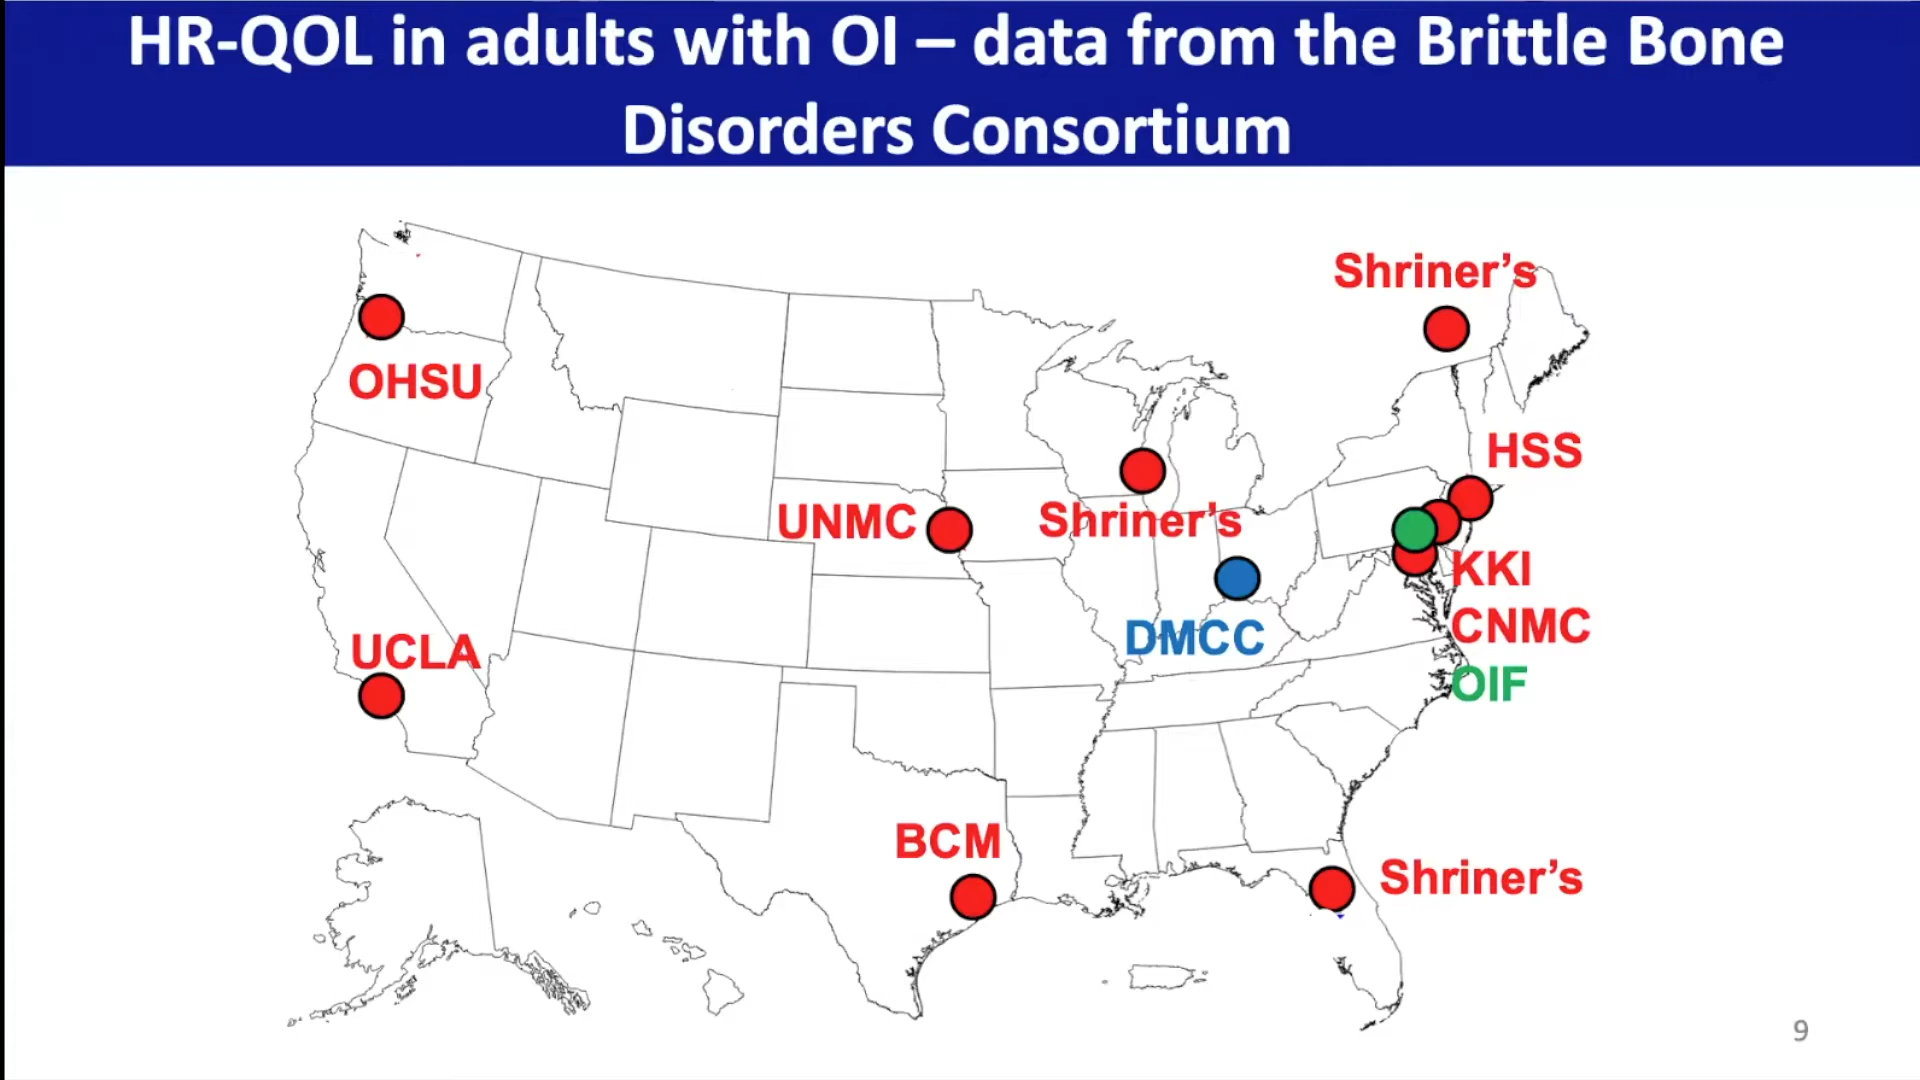 HR-QOL in adults with OI – data from the Brittle Bone
Disorders Consortium
Shriner’s
OHSU
HSS
UNMC
Shriner’s
KKI
DMCC
CNMC
UCLA
OIF
BCM
Shriner’s
9